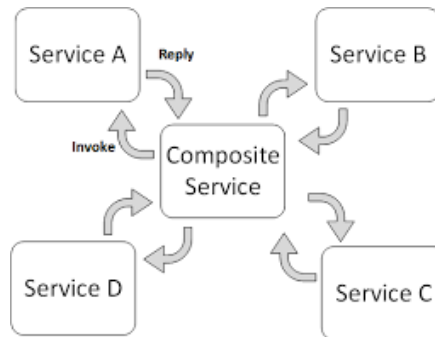 Service A
Reply
Service B
Invoke
Composite
Service
Service D
Service C